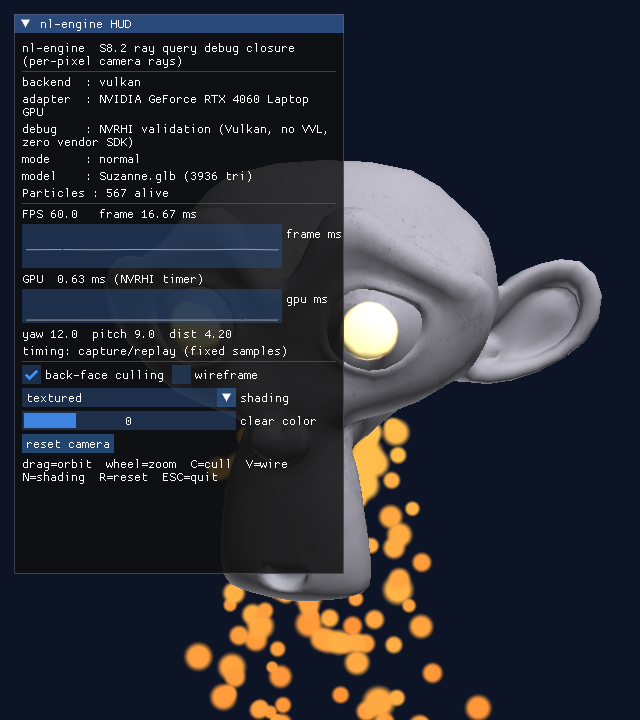 nl-engine HUD
nl-engine  S8.2 ray query debug closure
(per-pixel camera rays)
backend  : vulkan
adapter  : NVIDIA GeForce RTX 4060 Laptop
GPU
debug    : NVRHI validation (Vulkan, no VVL,
zero vendor SDK)
mode     : normal
model    : Suzanne.glb (3936 tri)
Particles : 567 alive
FPS 60.0   frame 16.67 ms
frame ms
GPU  0.63 ms (NVRHI timer)
gpu ms
yaw 12.0  pitch 9.0  dist 4.20
timing: capture/replay (fixed samples)
back-face culling  wireframe
textured  shading
0  clear color
reset camera
drag=orbit  wheel=zoom  C=cull  V=wire
N=shading  R=reset  ESC=quit